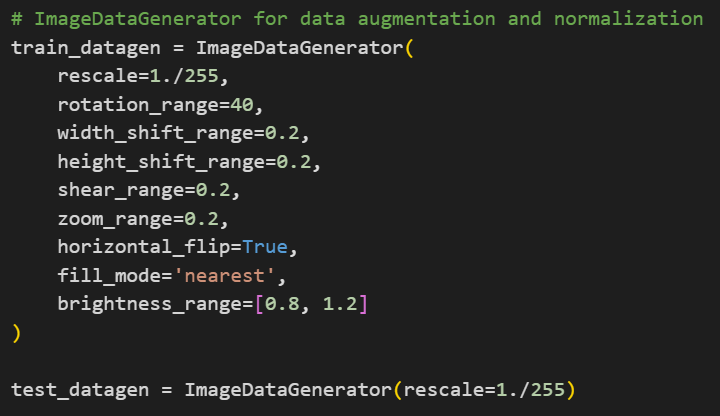 # ImageDataGenerator for data augmentation and normalization
train_datagen = ImageDataGenerator(
    rescale=1./255,
    rotation_range=40,
    width_shift_range=0.2,
    height_shift_range=0.2,
    shear_range=0.2,
    zoom_range=0.2,
    horizontal_flip=True,
    fill_mode='nearest',
    brightness_range=[0.8, 1.2]
)
test_datagen = ImageDataGenerator(rescale=1./255)